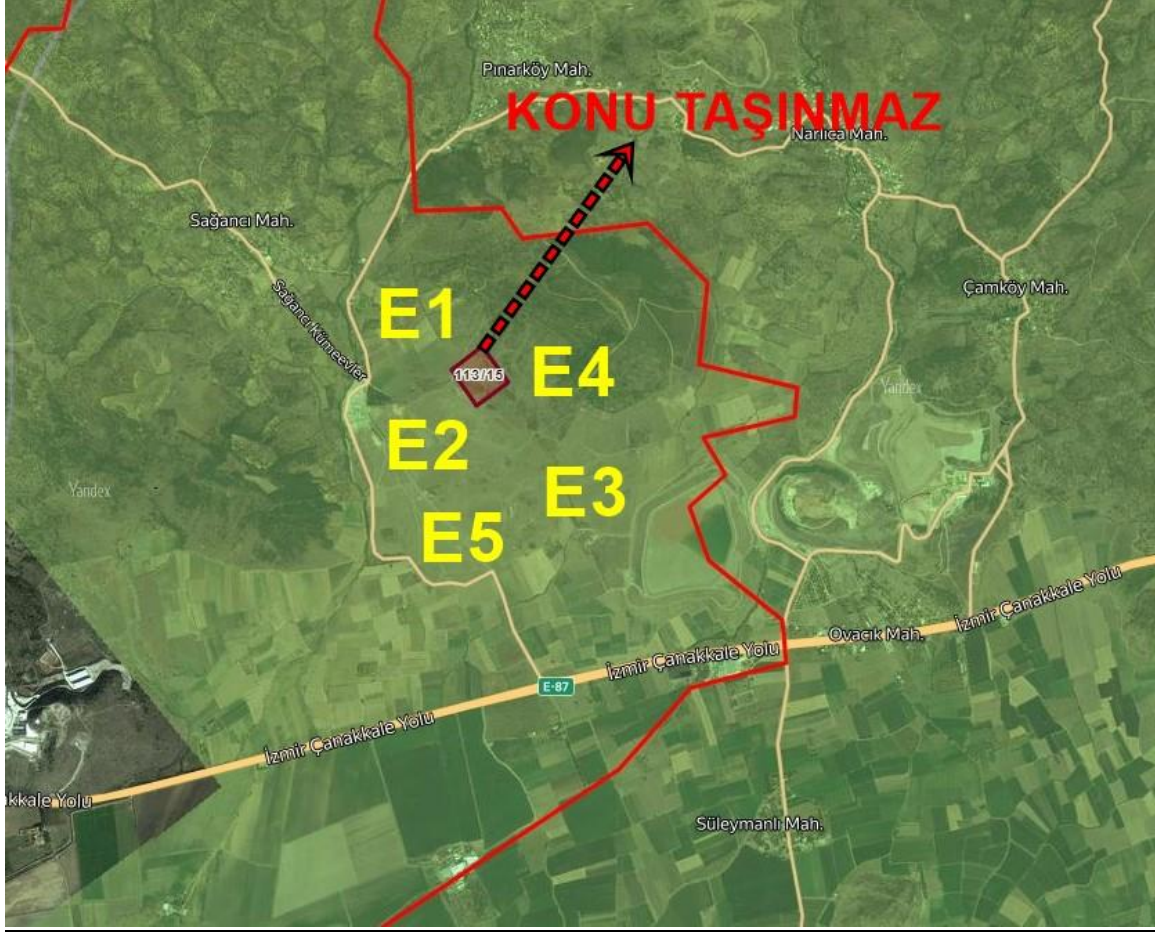 Pınarköy Mah.
KONU TAŞINMAZ
Narlıca Mah.
Sağancı Mah.
Sağancı Kümeevler
Çamköy Mah.
E1
113/15
E4
Yandex
E2
Yandex
E3
E5
İzmir Çanakkale Yolu
Ovacık Mah.
İzmir Çanakkale Yolu
E-87
İzmir Çanakkale Yolu
akkale Yolu
Süleymanlı Mah.